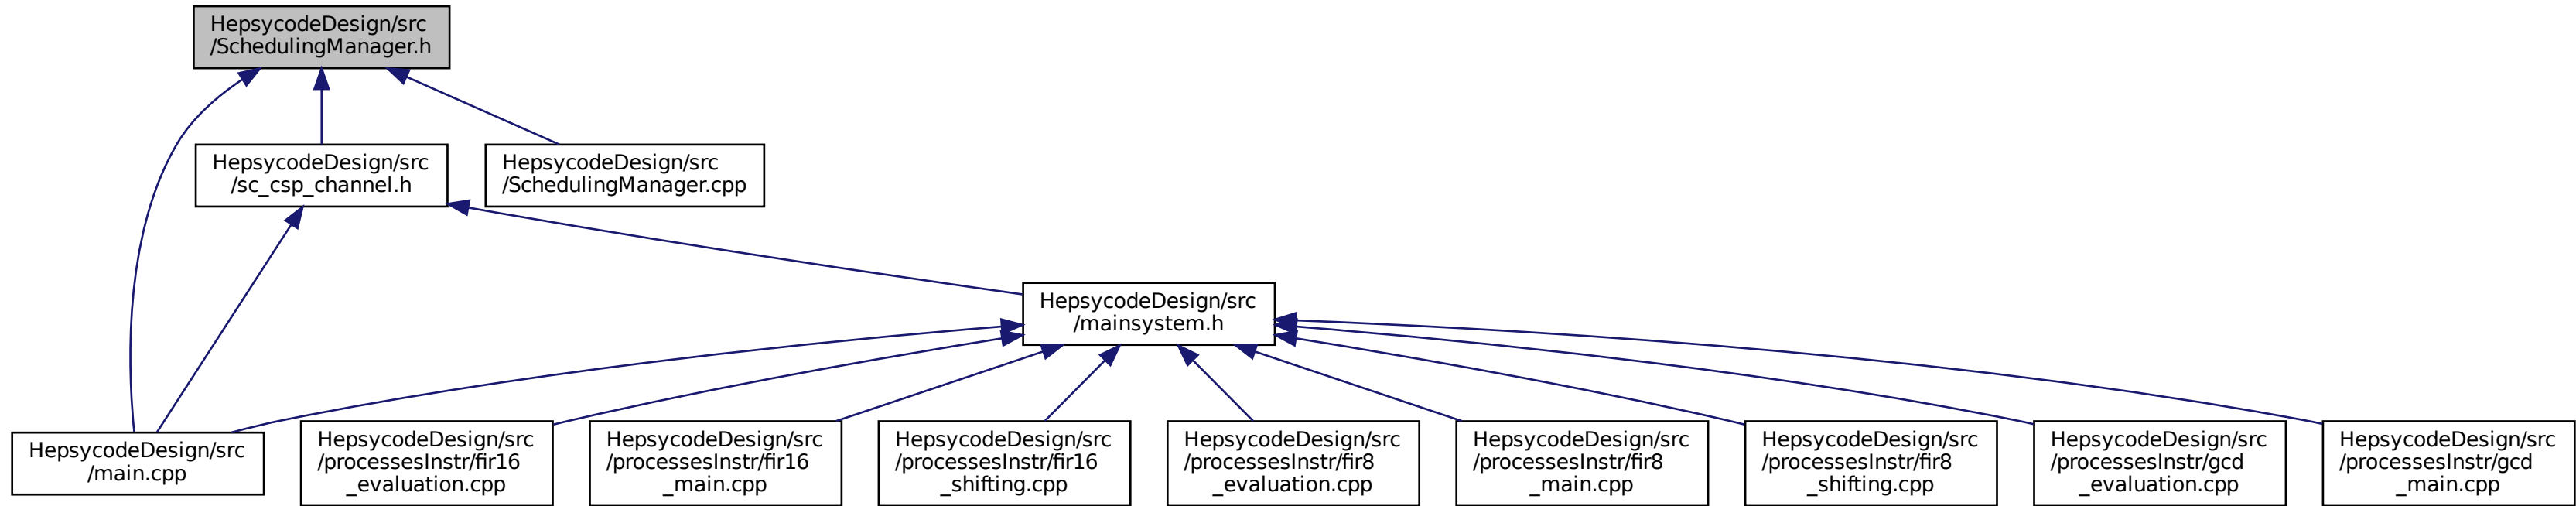 HepsycodeDesign/src
/SchedulingManager.h
HepsycodeDesign/src
/sc_csp_channel.h
HepsycodeDesign/src
/SchedulingManager.cpp
HepsycodeDesign/src
/mainsystem.h
HepsycodeDesign/src
/main.cpp
HepsycodeDesign/src
/processesInstr/fir16
_evaluation.cpp
HepsycodeDesign/src
/processesInstr/fir16
_main.cpp
HepsycodeDesign/src
/processesInstr/fir16
_shifting.cpp
HepsycodeDesign/src
/processesInstr/fir8
_evaluation.cpp
HepsycodeDesign/src
/processesInstr/fir8
_main.cpp
HepsycodeDesign/src
/processesInstr/fir8
_shifting.cpp
HepsycodeDesign/src
/processesInstr/gcd
_evaluation.cpp
HepsycodeDesign/src
/processesInstr/gcd
_main.cpp